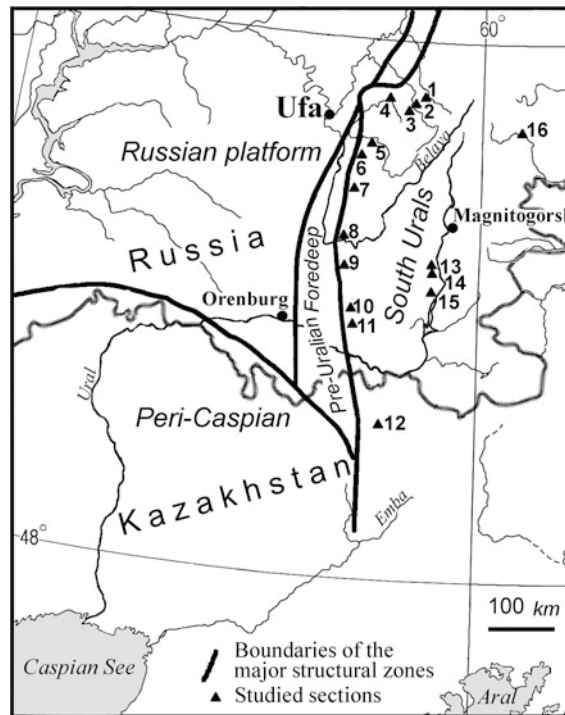 60°
1
2
3
4
Ufa
16
5
Russian platform
6
Belaya
7
Magnitogorsk
8
Russia
South Urals
9
13
14
Pre-Uralian Foredeep
15
Orenburg
10
11
Ural
Peri-Caspian
12
Kazakhstan
Emba
48°
100 km
Boundaries of the
major structural zones
Caspian See
Studied sections
Aral